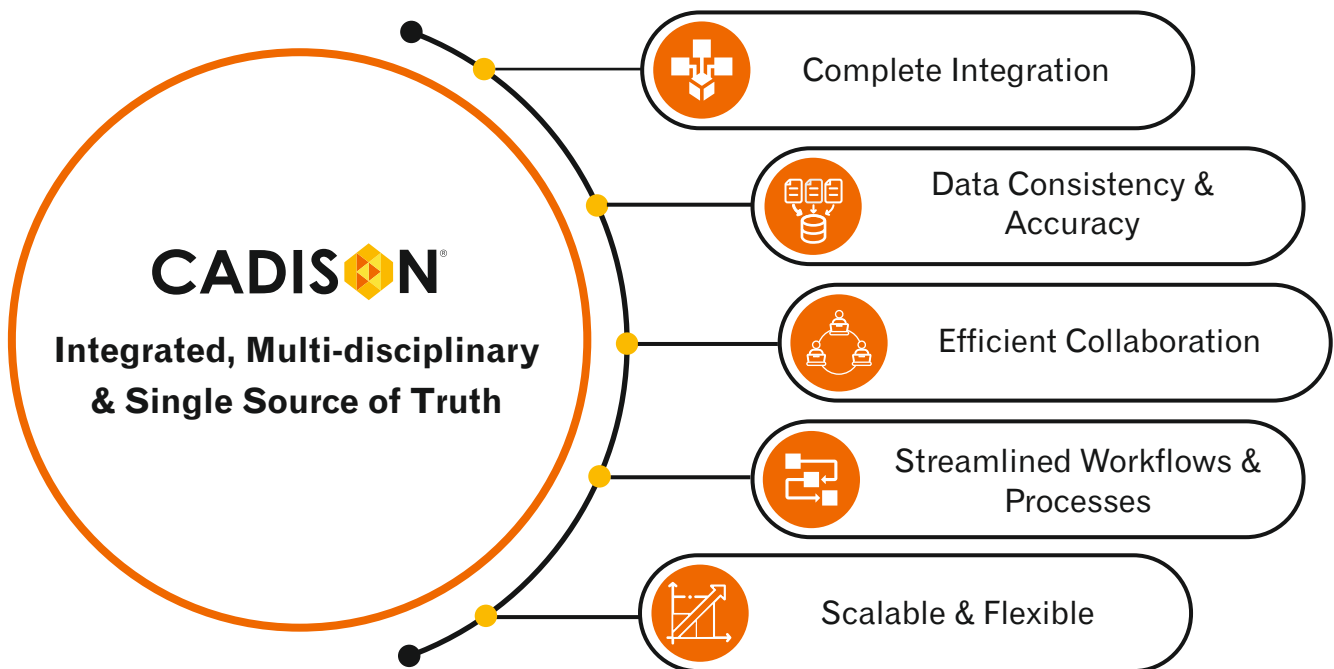 Complete Integration
Data Consistency &
Accuracy
CADISON®
Integrated, Multi-disciplinary
& Single Source of Truth
Efficient Collaboration
Streamlined Workflows &
Processes
Scalable & Flexible